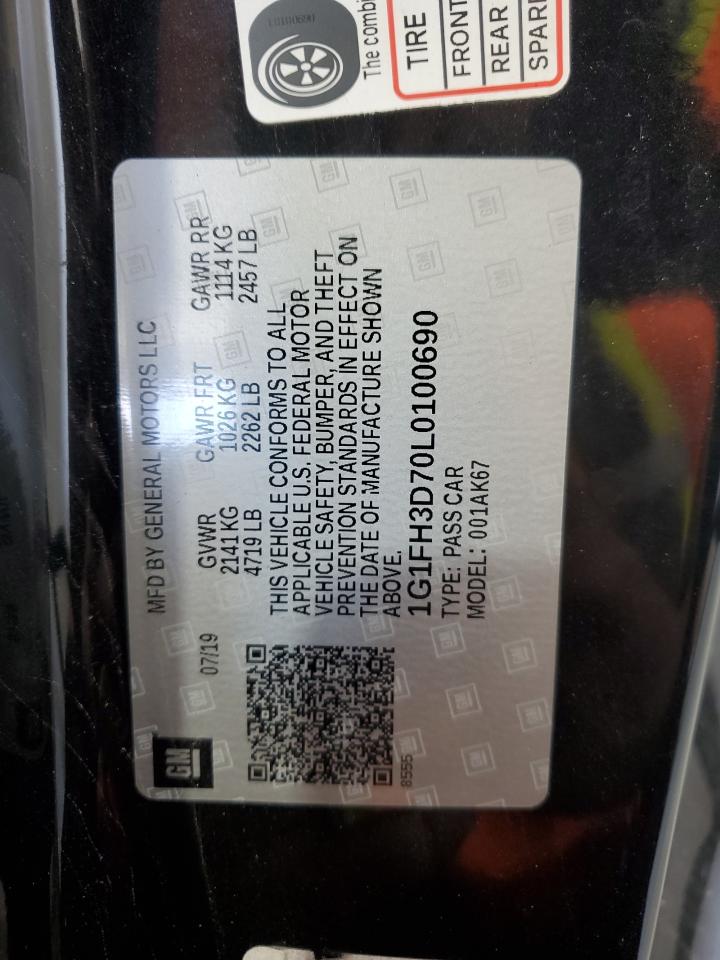 The combi
TIRE
FRONT
REAR
SPARE
MFD BY GENERAL MOTORS LLC
GM
07/19 GVWR GAWR FRT GAWR RR
2141 KG 1026 KG 1114 KG
4719 LB 2262 LB 2457 LB
THIS VEHICLE CONFORMS TO ALL
APPLICABLE U.S. FEDERAL MOTOR
VEHICLE SAFETY, BUMPER, AND THEFT
PREVENTION STANDARDS IN EFFECT ON
THE DATE OF MANUFACTURE SHOWN
ABOVE.
8555
1G1FH3D70L0100690
TYPE: PASS CAR
MODEL: 001AK67